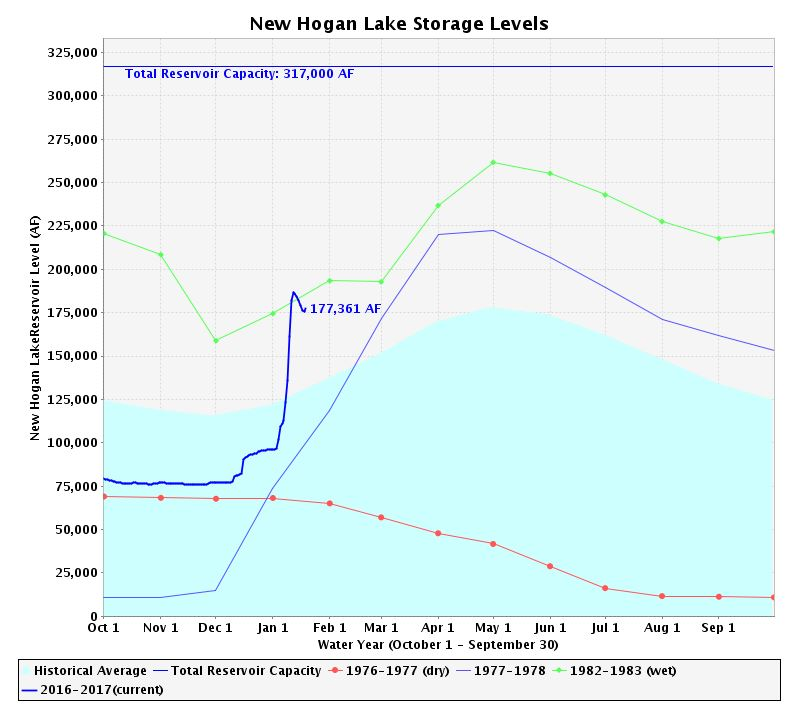 New Hogan Lake Storage Levels
325,000
Total Reservoir Capacity: 317,000 AF
300,000
275,000
250,000
225,000
200,000
175,000
177,361 AF
150,000
125,000
100,000
75,000
50,000
25,000
0
New Hogan LakeReservoir Level (AF)
Oct 1 Nov 1 Dec 1 Jan 1 Feb 1 Mar 1 Apr 1 May 1 Jun 1 Jul 1 Aug 1 Sep 1
Water Year (October 1 - September 30)
Historical Average Total Reservoir Capacity 1976-1977 (dry) 1977-1978 1982-1983 (wet)
2016-2017(current)